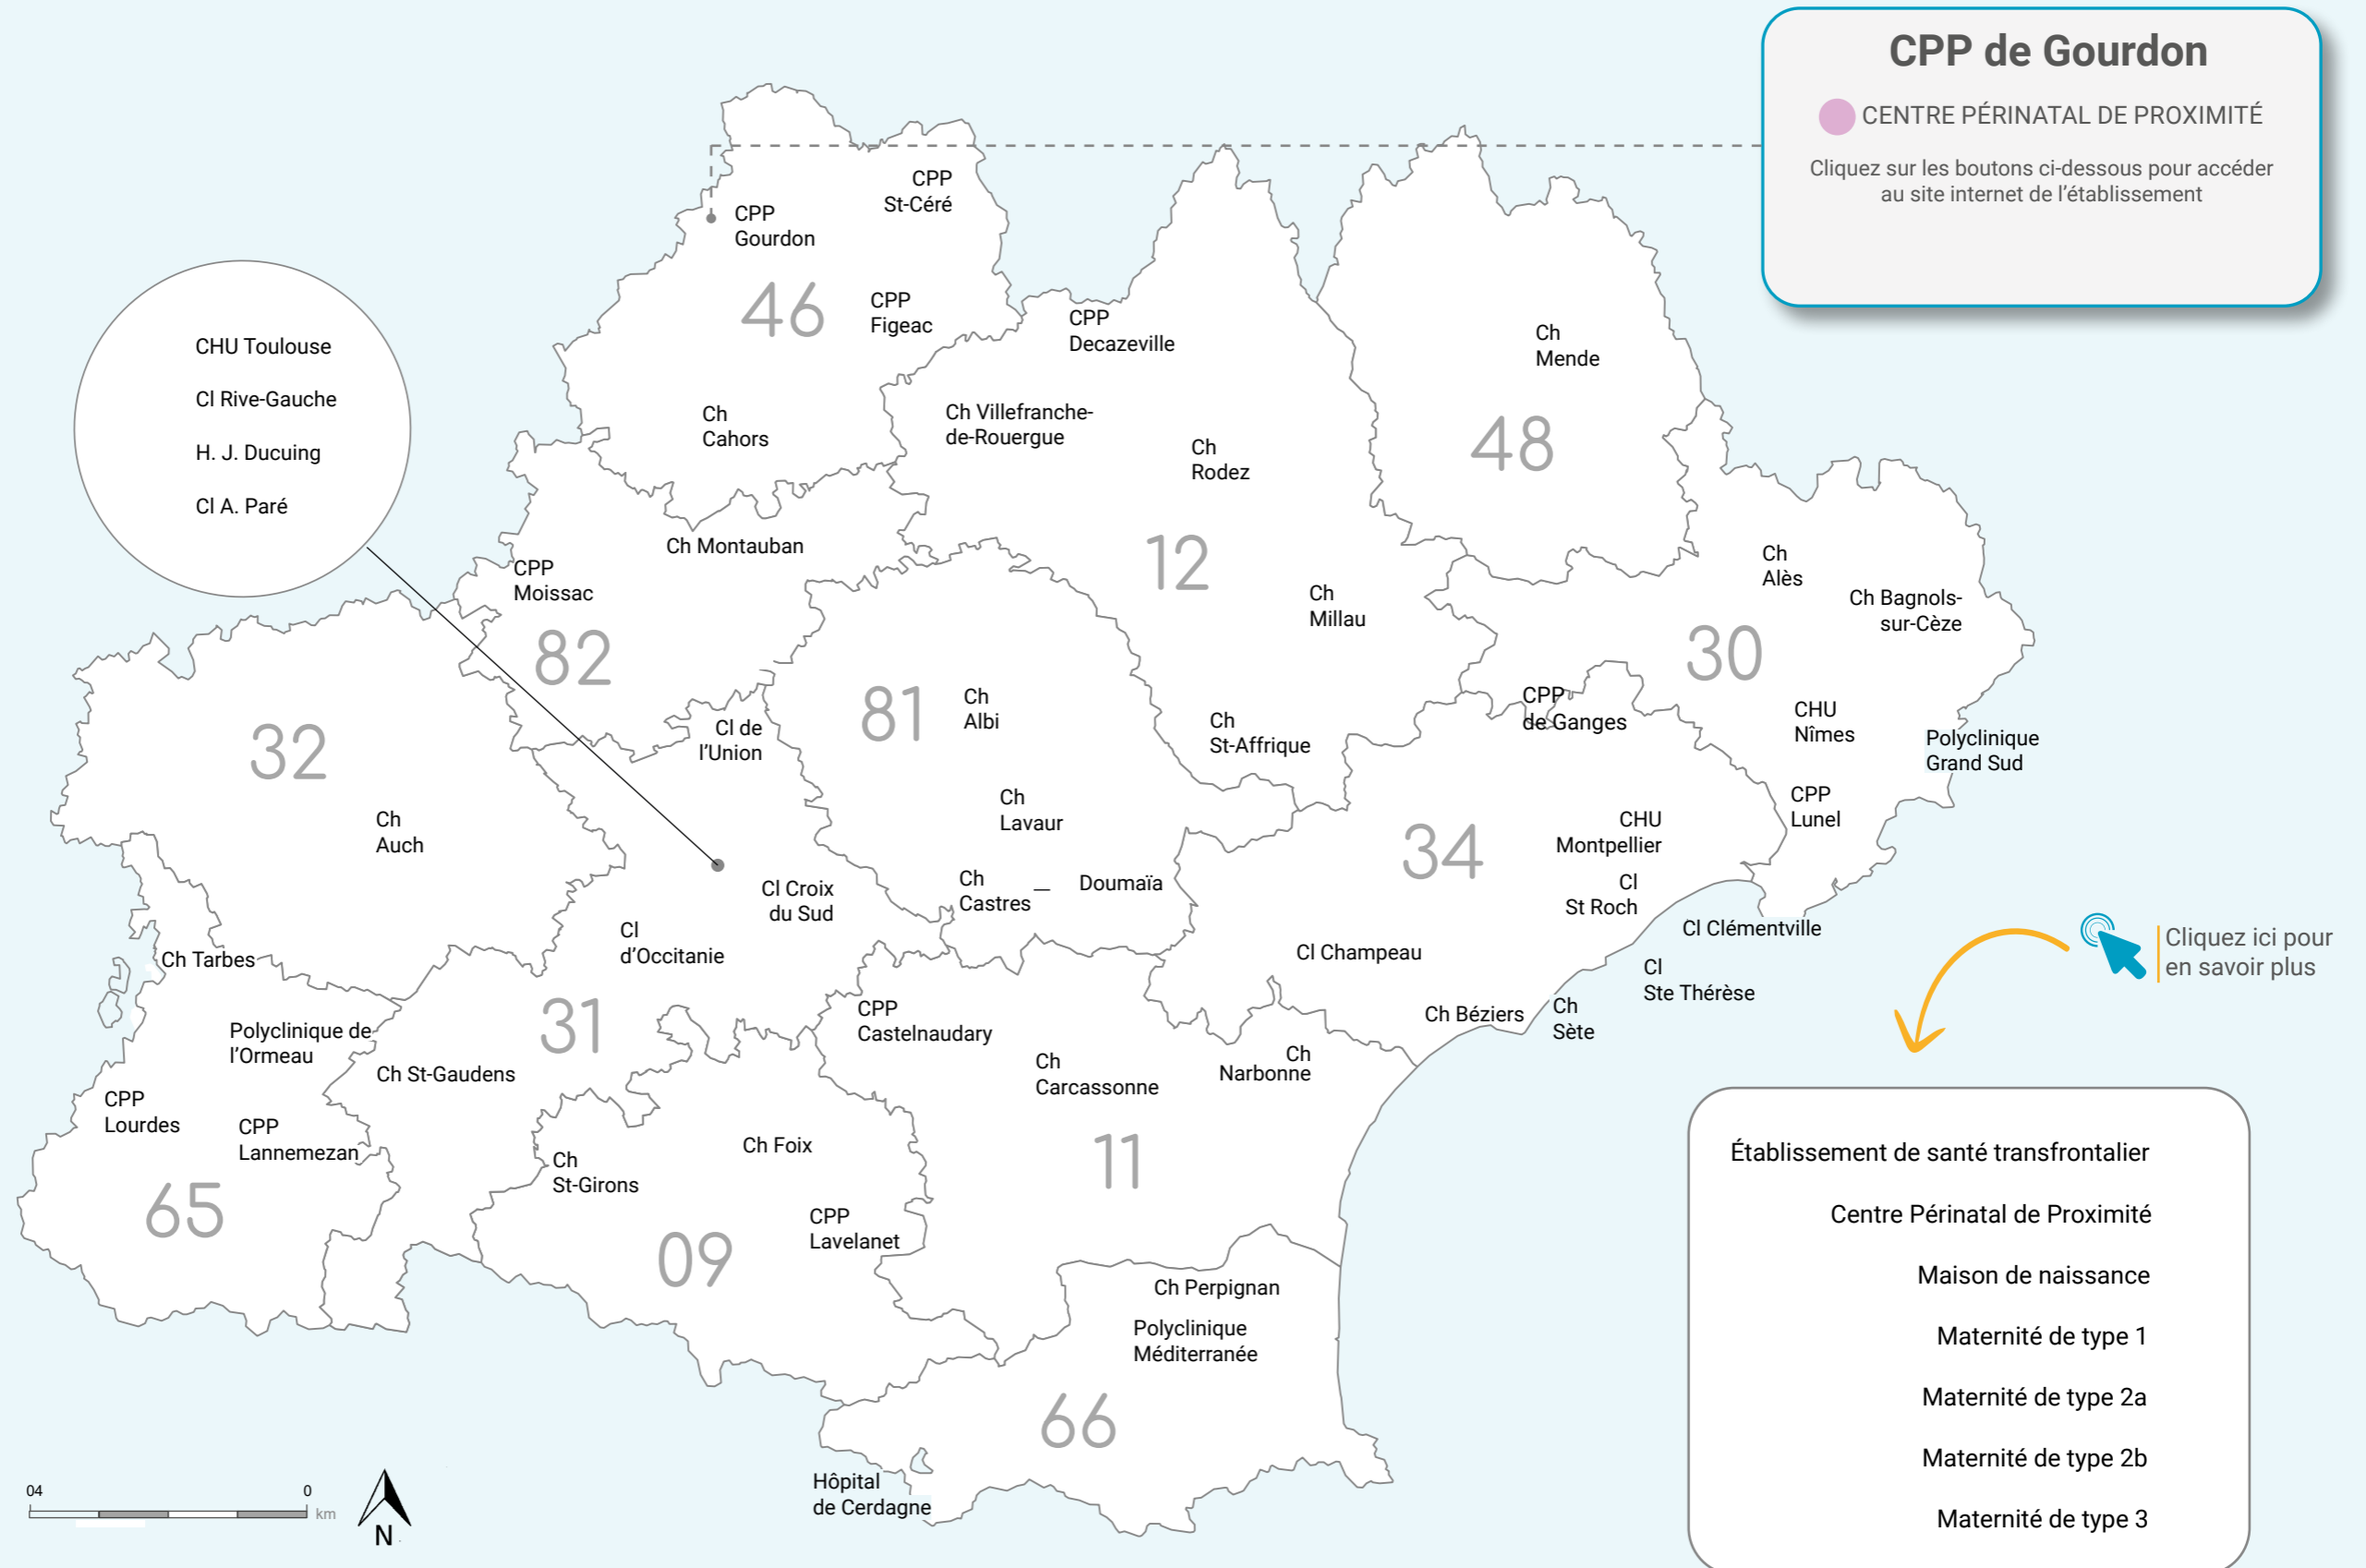 CPP de Gourdon
CENTRE PÉRINATAL DE PROXIMITÉ
Cliquez sur les boutons ci-dessous pour accéder
au site internet de l'établissement
CPP
St-Céré
CPP
Gourdon
46
CPP
Figeac
Ch
Cahors
CHU Toulouse
Cl Rive-Gauche
H. J. Ducuing
Cl A. Paré
CPP
Decazeville
Ch Villefranche-
de-Rouergue
Ch
Rodez
12
Ch
Millau
Ch
St-Affrique
Ch
Mende
48
Ch Montauban
CPP
Moissac
82
Ch
Alès
Ch Bagnols-
sur-Cèze
30
CHU
Nîmes
Polyclinique
Grand Sud
CPP
Lunel
CPP
de Ganges
32
Ch
Auch
81
Ch
Albi
Ch
Lavaur
Ch
Castres
_
Doumaïa
Cl de
l'Union
Cl Croix
du Sud
Cl
d'Occitanie
31
Ch St-Gaudens
34
CHU
Montpellier
Cl
St Roch
Cl Clémentville
Cl Champeau
Cl
Ste Thérèse
Ch Béziers
Ch
Sète
Cliquez ici pour
en savoir plus
Ch Tarbes
Polyclinique de
l'Ormeau
CPP
Lourdes
CPP
Lannemezan
65
CPP
Castelnaudary
Ch
Carcassonne
Ch
Narbonne
11
Ch Foix
Ch
St-Girons
CPP
Lavelanet
09
Ch Perpignan
Polyclinique
Méditerranée
66
Hôpital
de Cerdagne
Établissement de santé transfrontalier
Centre Périnatal de Proximité
Maison de naissance
Maternité de type 1
Maternité de type 2a
Maternité de type 2b
Maternité de type 3
04 0
km
N